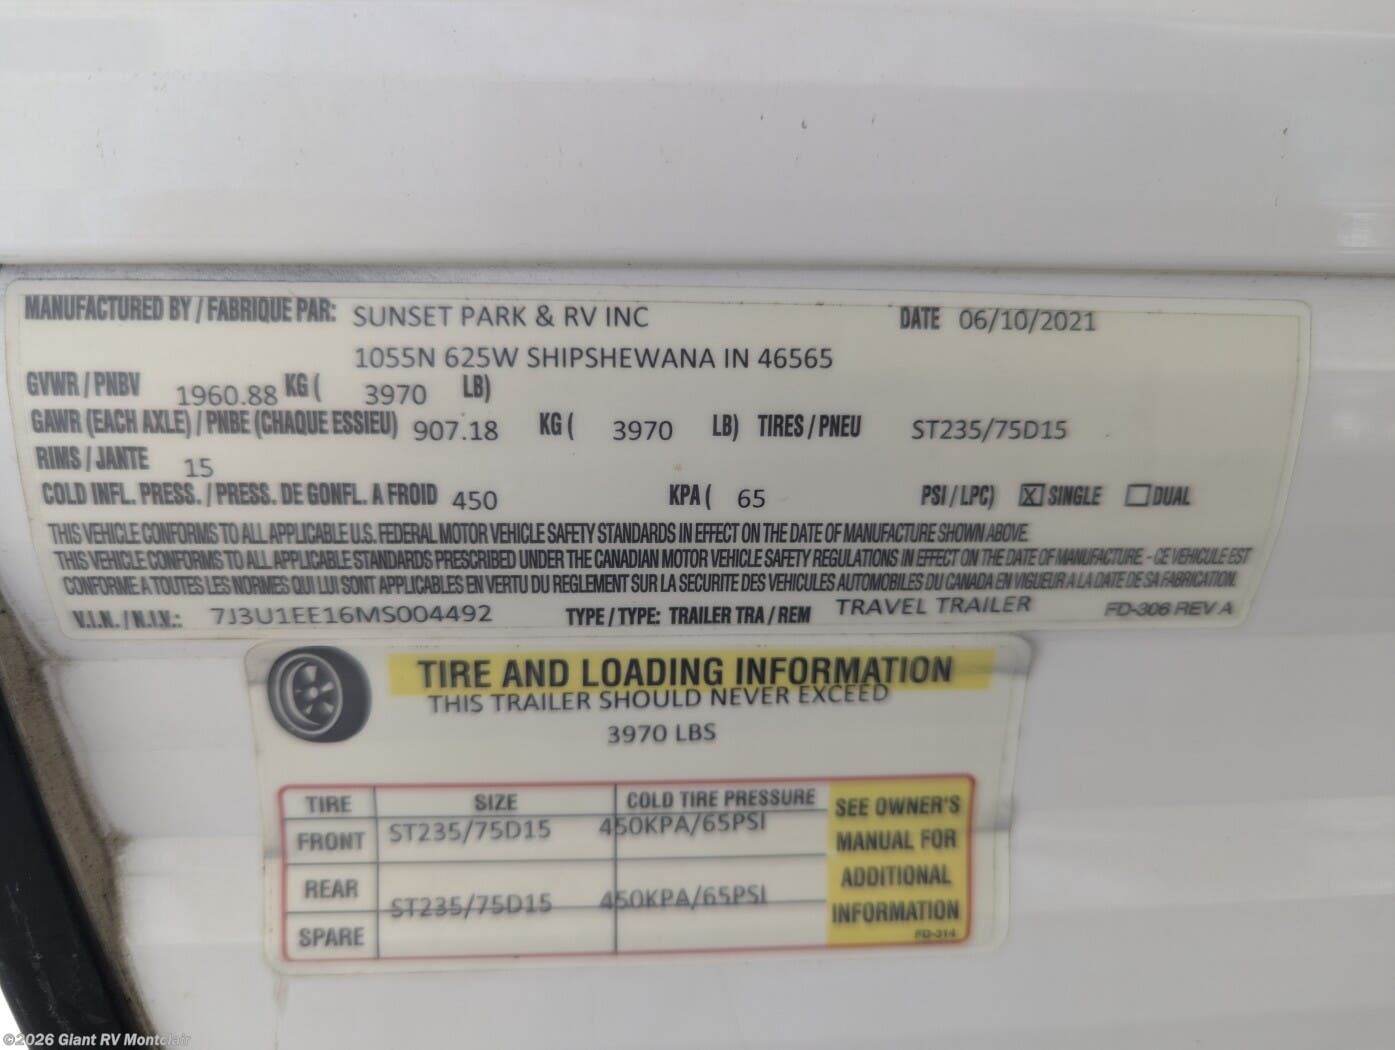 MANUFACTURED BY / FABRIQUE PAR: SUNSET PARK & RV INC DATE 06/10/2021
1055N 625W SHIPSHEWANA IN 46565
GVWR / PNBV 1960.88 KG ( 3970 LB)
GAWR (EACH AXLE) / PNBE (CHAQUE ESSIEU) 907.18 KG ( 3970 LB) TIRES / PNEU ST235/75D15
RIMS / JANTE 15
COLD INFL. PRESS. / PRESS. DE GONFL. A FROID 450 KPA ( 65 PSI / LPC) ☒ SINGLE ☐ DUAL
THIS VEHICLE CONFORMS TO ALL APPLICABLE U.S. FEDERAL MOTOR VEHICLE SAFETY STANDARDS IN EFFECT ON THE DATE OF MANUFACTURE SHOWN ABOVE.
THIS VEHICLE CONFORMS TO ALL APPLICABLE STANDARDS PRESCRIBED UNDER THE CANADIAN MOTOR VEHICLE SAFETY REGULATIONS IN EFFECT ON THE DATE OF MANUFACTURE. - CE VEHICULE EST
CONFORME A TOUTES LES NORMES QUI LUI SONT APPLICABLES EN VERTU DU REGLEMENT SUR LA SECURITE DES VEHICULES AUTOMOBILES DU CANADA EN VIGUEUR A LA DATE DE SA FABRICATION.
V.I.N. / N.I.V.: 7J3U1EE16MS004492 TYPE / TYPE: TRAILER TRA / REM TRAVEL TRAILER FD-306 REV A
TIRE AND LOADING INFORMATION
THIS TRAILER SHOULD NEVER EXCEED
3970 LBS
TIRE SIZE COLD TIRE PRESSURE
FRONT ST235/75D15 450KPA/65PSI
REAR
ST235/75D15 450KPA/65PSI
SPARE
SEE OWNER'S
MANUAL FOR
ADDITIONAL
INFORMATION
FD-314
©2026 Giant RV Montclair